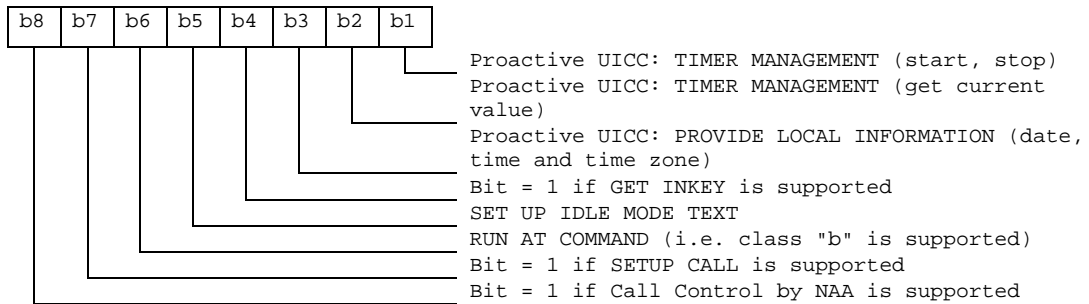 b8 b7 b6 b5 b4 b3 b2 b1
Proactive UICC: TIMER MANAGEMENT (start, stop)
Proactive UICC: TIMER MANAGEMENT (get current
value)
Proactive UICC: PROVIDE LOCAL INFORMATION (date,
time and time zone)
Bit = 1 if GET INKEY is supported
SET UP IDLE MODE TEXT
RUN AT COMMAND (i.e. class "b" is supported)
Bit = 1 if SETUP CALL is supported
Bit = 1 if Call Control by NAA is supported